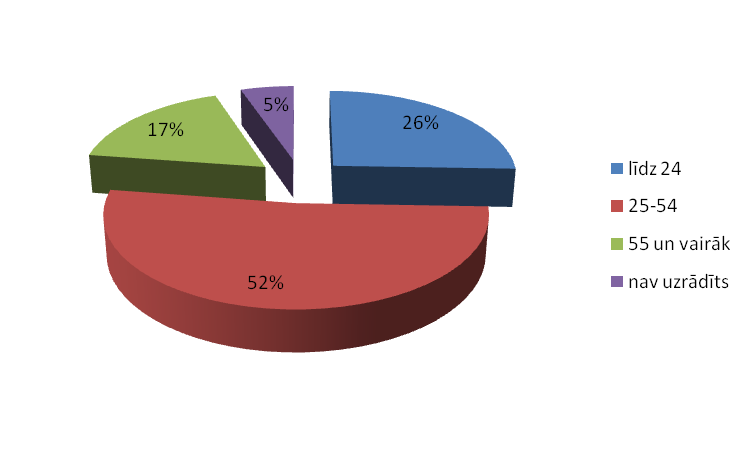 5%
17%
26%
52%
līdz 24
25-54
55 un vairāk
nav uzrādīts